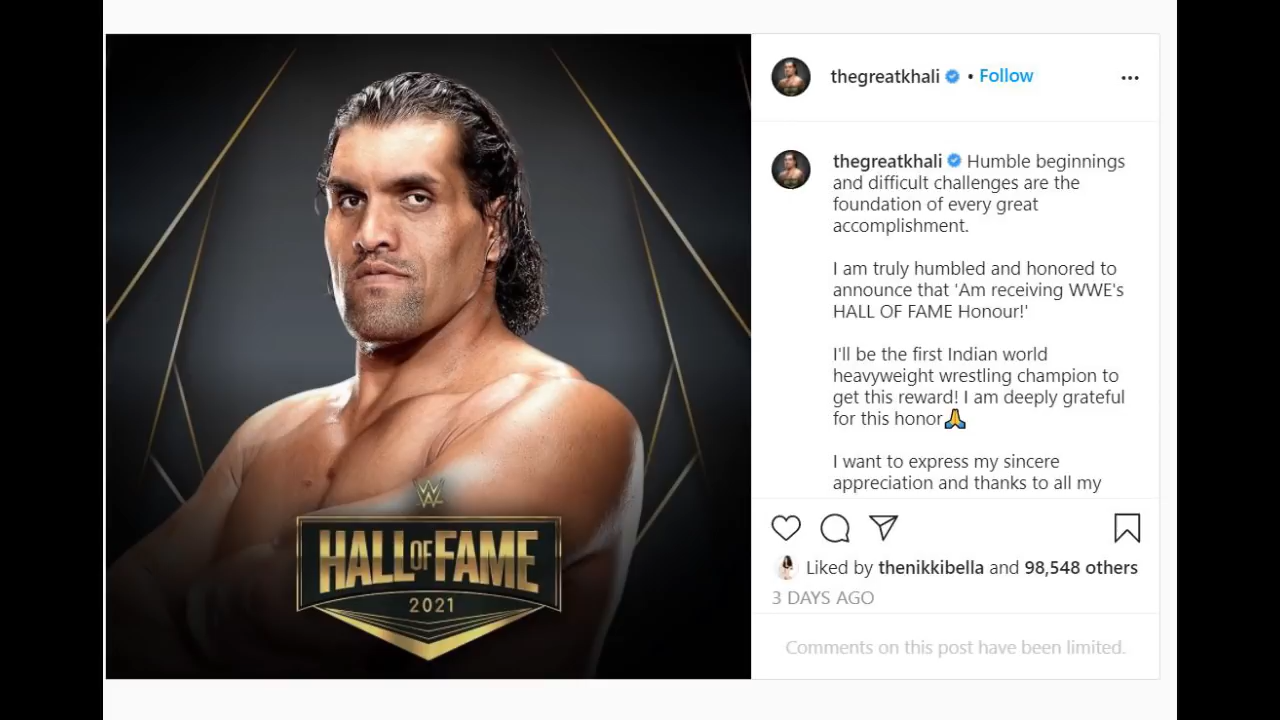 thegreatkhali • Follow
thegreatkhali Humble beginnings
and difficult challenges are the
foundation of every great
accomplishment.
I am truly humbled and honored to
announce that 'Am receiving WWE's
HALL OF FAME Honour!'
I'll be the first Indian world
heavyweight wrestling champion to
get this reward! I am deeply grateful
for this honor🙏
I want to express my sincere
appreciation and thanks to all my
Liked by thenikkibella and 98,548 others
3 DAYS AGO
Comments on this post have been limited.
W
HALL OF FAME
2021